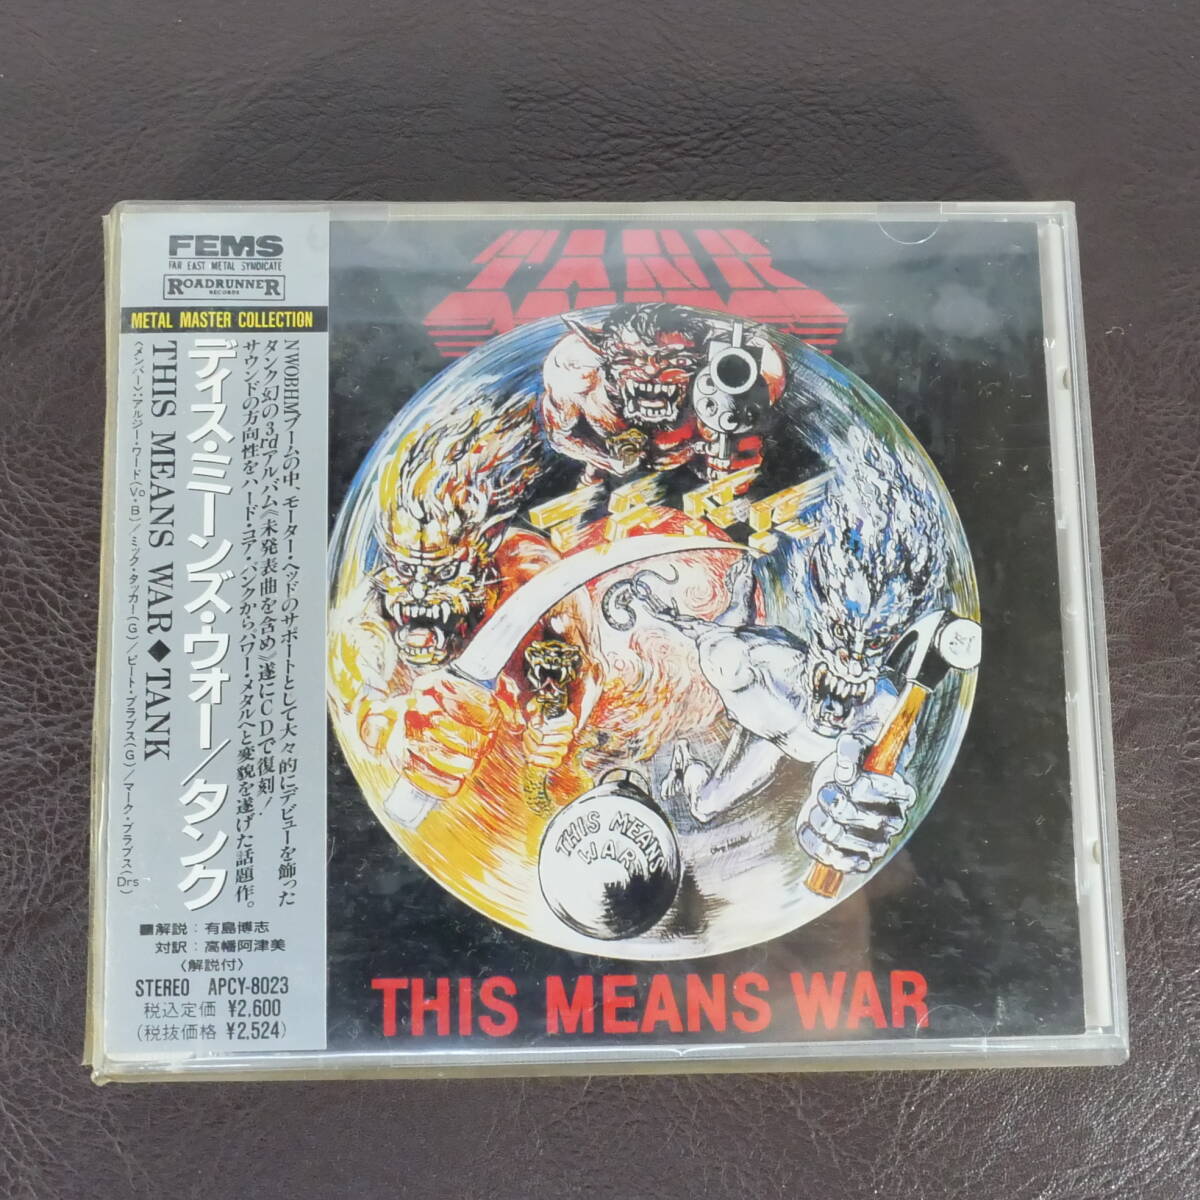 FEMS
FAR EAST METAL SYNDICATE
ROADRUNNER
RECORDS
METAL MASTER COLLECTION
NWOBHMブームの中、モーター・ヘッドのサポートとして大々的にデビューを飾った
タンク幻の3rdアルバム《未発表曲を含め》遂にCDで復刻!
サウンドの方向性をハード・コア・パンクからパワー・メタルへと変貌を遂げた話題作。
ディス・ミーンズ・ウォー/タンク
THIS MEANS WAR◆TANK
〈メンバー〉:アルジー・ワード(Vo・B)/ミック・タッカー(G)/ピート・ブラブス(G)/マーク・ブラブス(Drs)
■解説:有島博志
対訳:高幡阿津美
〈解説付〉
STEREO APCY-8023
税込定価 ¥2,600
(税抜価格 ¥2,524)
TANK
TANK
THIS MEANS
WAR
THIS MEANS WAR